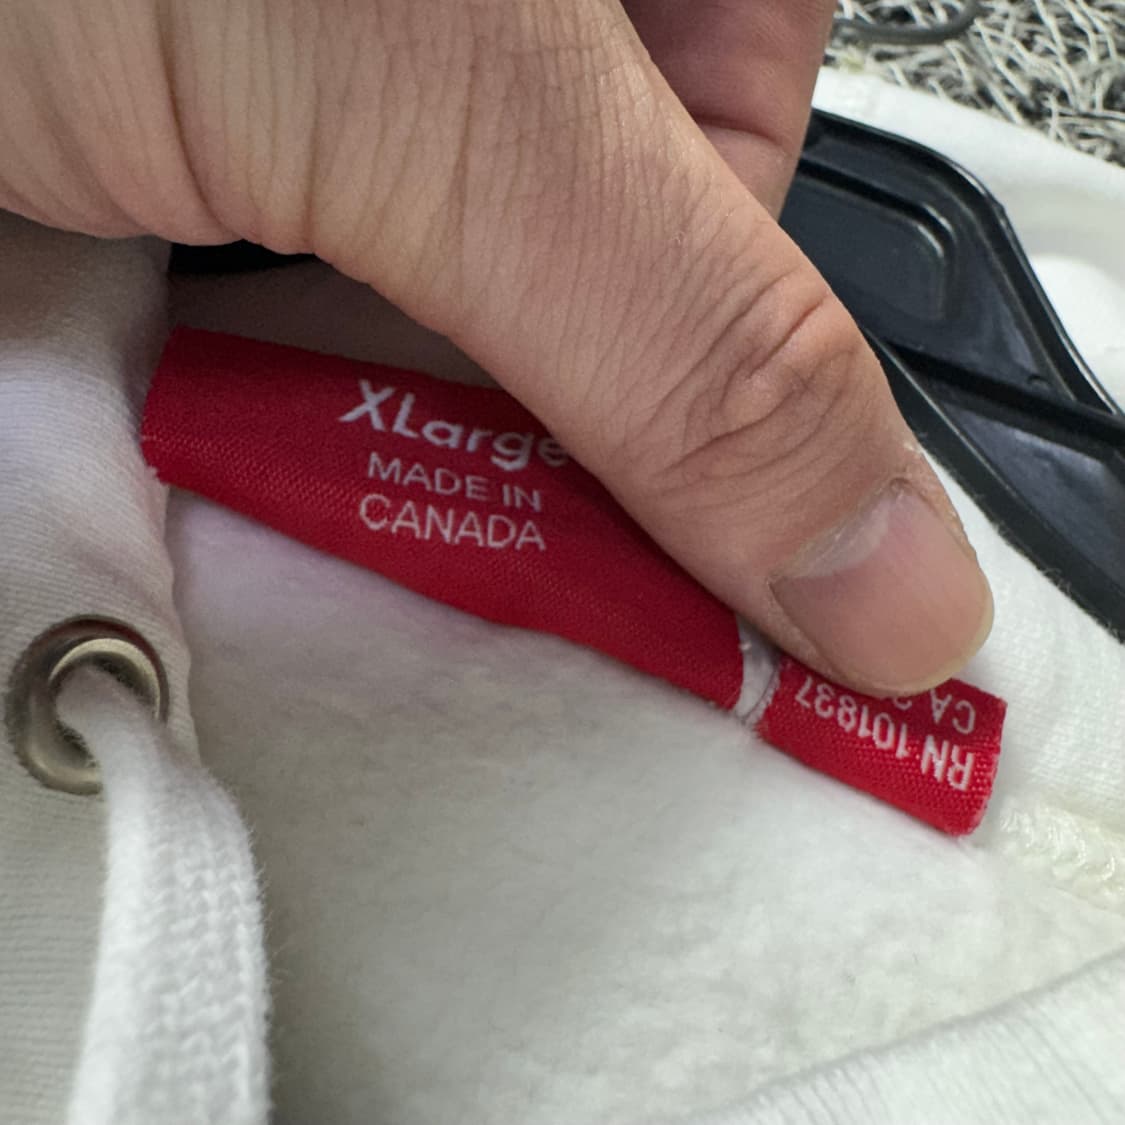 XLarge
MADE IN
CANADA
RN 101837
CA